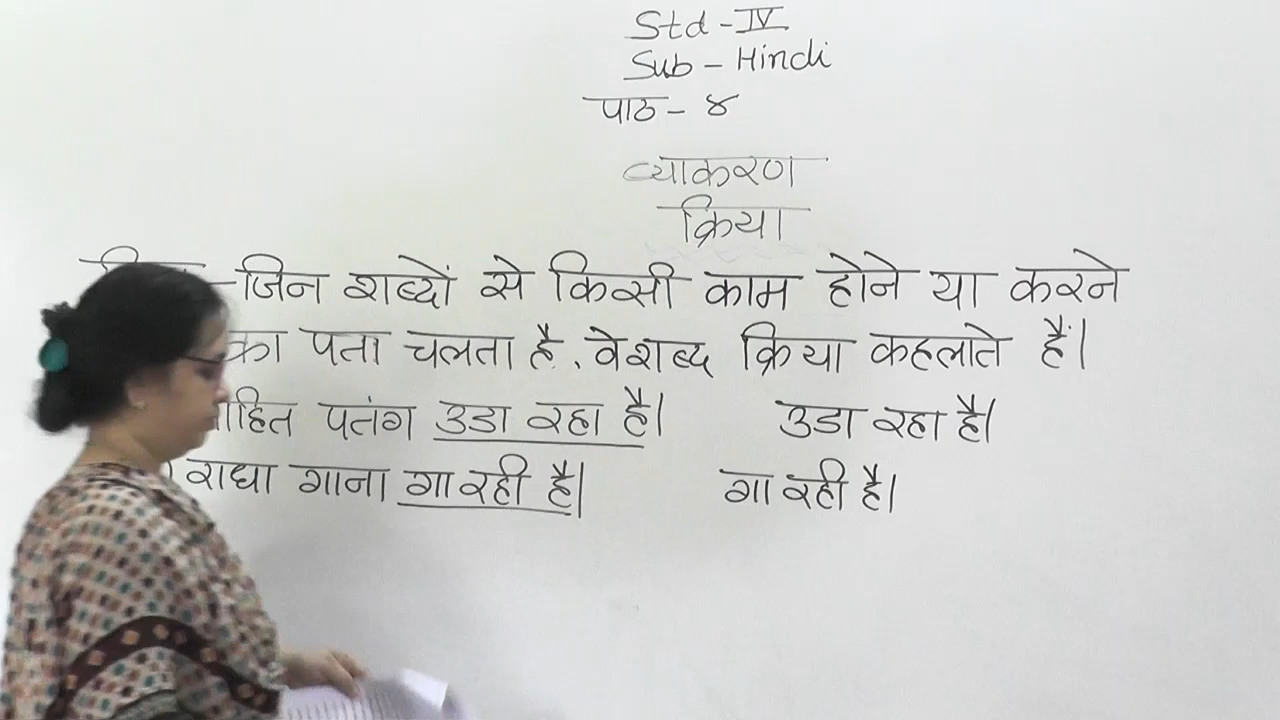 Std - IV
Sub - Hindi
पाठ - ४
व्याकरण
क्रिया
- जिन शब्दों से किसी काम होने या करने
का पता चलता है, वे शब्द क्रिया कहलाते हैं।
पतंग उडा रहा है। उडा रहा है।
राधा गाना गा रही है। गा रही है।